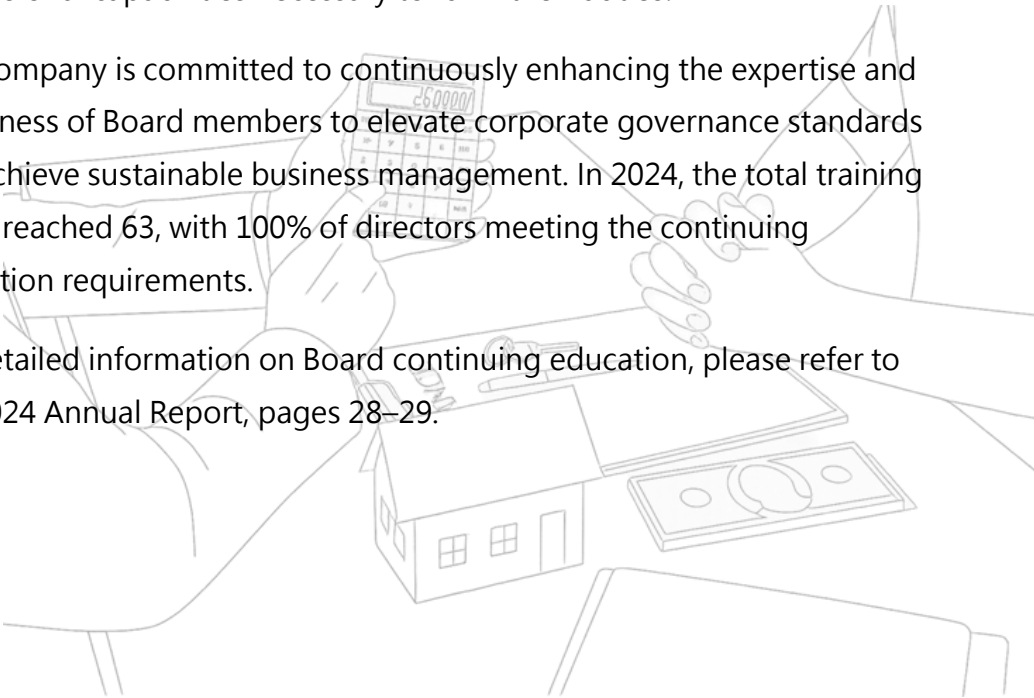 ompany is committed to continuously enhancing the expertise and
ness of Board members to elevate corporate governance standards
chieve sustainable business management. In 2024, the total training
reached 63, with 100% of directors meeting the continuing
tion requirements.
etailed information on Board continuing education, please refer to
024 Annual Report, pages 28–29.